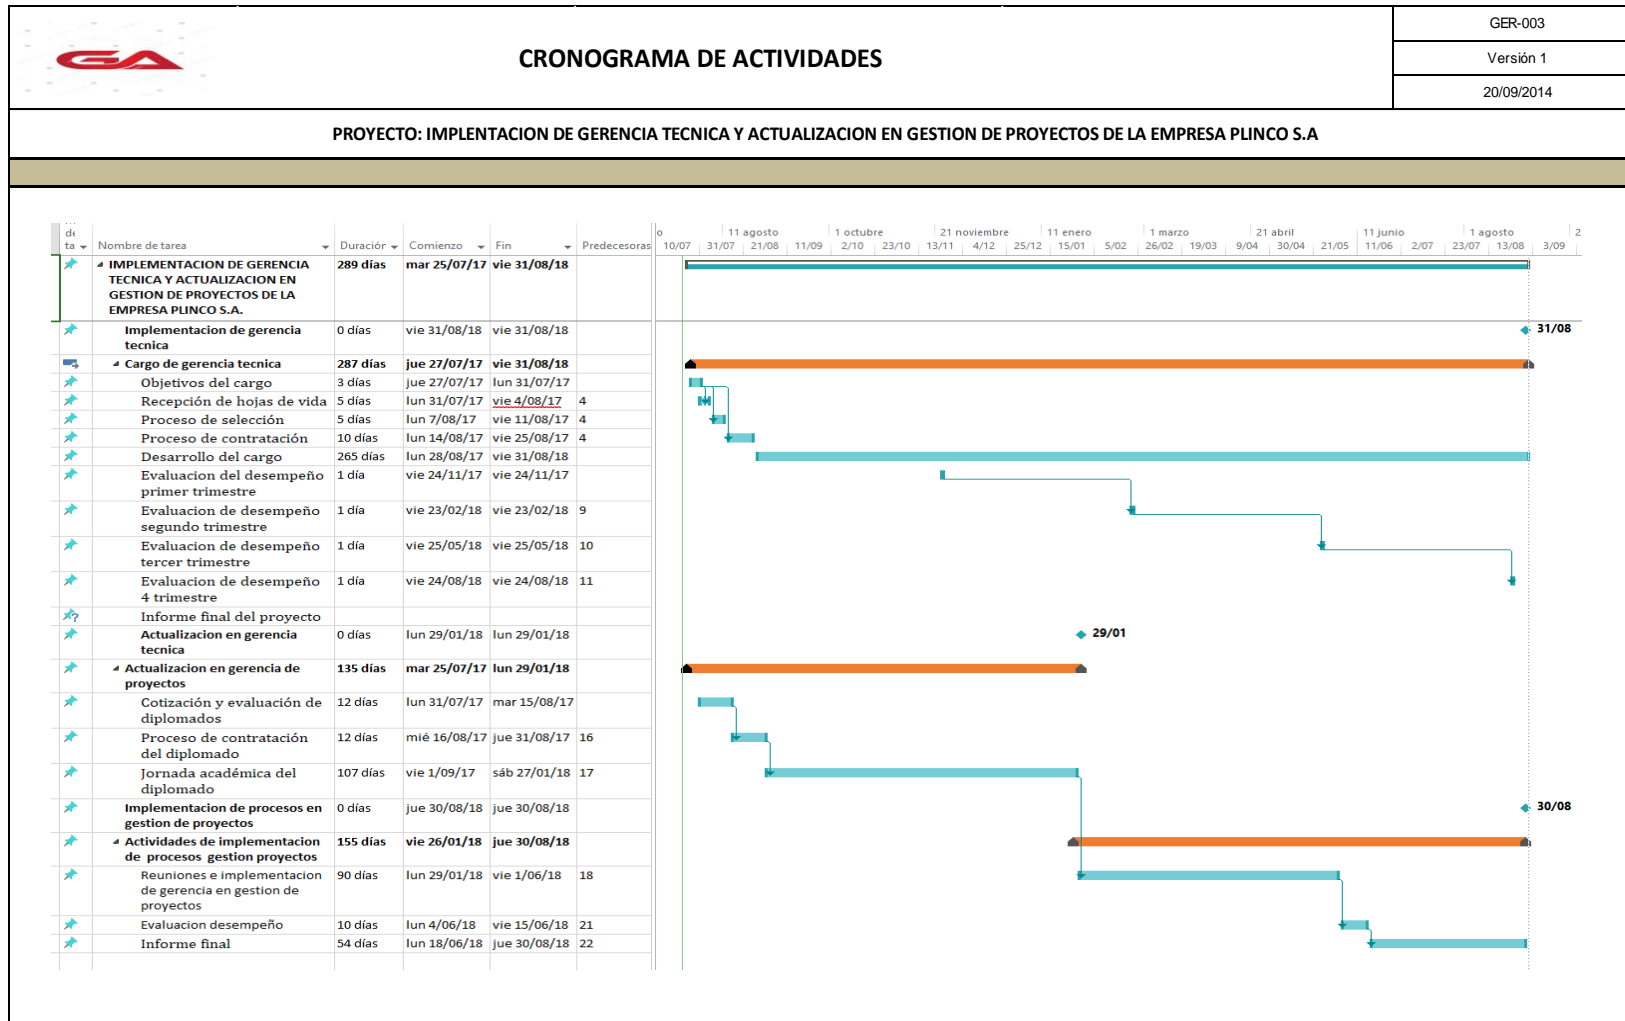 GA
CRONOGRAMA DE ACTIVIDADES
GER-003
Versión 1
20/09/2014
PROYECTO: IMPLENTACION DE GERENCIA TECNICA Y ACTUALIZACION EN GESTION DE PROYECTOS DE LA EMPRESA PLINCO S.A
de
ta Nombre de tarea Duración Comienzo Fin Predecesoras
o 11 agosto 1 octubre 21 noviembre 11 enero 1 marzo 21 abril 11 junio 1 agosto 2
10/07 31/07 21/08 11/09 2/10 23/10 13/11 4/12 25/12 15/01 5/02 26/02 19/03 9/04 30/04 21/05 11/06 2/07 23/07 13/08 3/09
IMPLEMENTACION DE GERENCIA 289 días mar 25/07/17 vie 31/08/18
TECNICA Y ACTUALIZACION EN
GESTION DE PROYECTOS DE LA
EMPRESA PLINCO S.A.
Implementacion de gerencia 0 días vie 31/08/18 vie 31/08/18 31/08
tecnica
Cargo de gerencia tecnica 287 días jue 27/07/17 vie 31/08/18
Objetivos del cargo 3 días jue 27/07/17 lun 31/07/17
Recepción de hojas de vida 5 días lun 31/07/17 vie 4/08/17 4
Proceso de selección 5 días lun 7/08/17 vie 11/08/17 4
Proceso de contratación 10 días lun 14/08/17 vie 25/08/17 4
Desarrollo del cargo 265 días lun 28/08/17 vie 31/08/18
Evaluacion del desempeño 1 día vie 24/11/17 vie 24/11/17
primer trimestre
Evaluacion de desempeño 1 día vie 23/02/18 vie 23/02/18 9
segundo trimestre
Evaluacion de desempeño 1 día vie 25/05/18 vie 25/05/18 10
tercer trimestre
Evaluacion de desempeño 1 día vie 24/08/18 vie 24/08/18 11
4 trimestre
Informe final del proyecto
Actualizacion en gerencia 0 días lun 29/01/18 lun 29/01/18 29/01
tecnica
Actualizacion en gerencia de 135 días mar 25/07/17 lun 29/01/18
proyectos
Cotización y evaluación de 12 días lun 31/07/17 mar 15/08/17
diplomados
Proceso de contratación 12 días mié 16/08/17 jue 31/08/17 16
del diplomado
Jornada académica del 107 días vie 1/09/17 sáb 27/01/18 17
diplomado
Implementacion de procesos en 0 días jue 30/08/18 jue 30/08/18 30/08
gestion de proyectos
Actividades de implementacion 155 días vie 26/01/18 jue 30/08/18
de procesos gestion proyectos
Reuniones e implementacion 90 días lun 29/01/18 vie 1/06/18 18
de gerencia en gestion de
proyectos
Evaluacion desempeño 10 días lun 4/06/18 vie 15/06/18 21
Informe final 54 días lun 18/06/18 jue 30/08/18 22